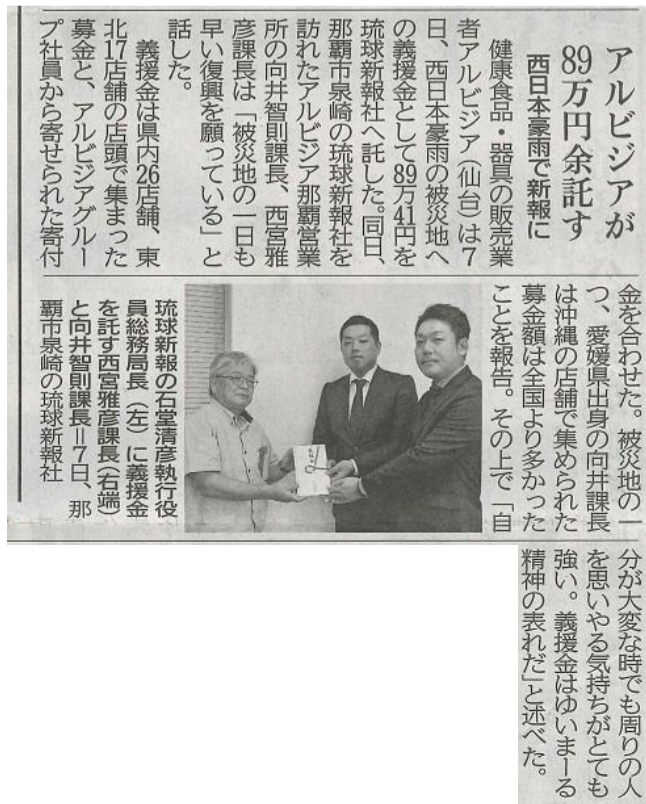 アルビジアが
89万円余託す
西日本豪雨で新報に
健康食品・器具の販売業
者アルビジア（仙台）は７
日、西日本豪雨の被災地へ
の義援金として89万41円を
琉球新報社へ託した。同日、
那覇市泉崎の琉球新報社を
訪れたアルビジア那覇営業
所の向井智則課長、西宮雅
彦課長は「被災地の一日も
早い復興を願っている」と
話した。
義援金は県内26店舗、東
北17店舗の店頭で集まった
募金と、アルビジアグルー
プ社員から寄せられた寄付
金を合わせた。被災地の一
つ、愛媛県出身の向井課長
は沖縄の店舗で集められた
募金額は全国より多かった
ことを報告。その上で「自
分が大変な時でも周りの人
を思いやる気持ちがとても
強い。義援金はゆいまーる
精神の表れだ」と述べた。
琉球新報の石堂清彦執行役
員総務局長（左）に義援金
を託す西宮雅彦課長（右端）
と向井智則課長＝７日、那
覇市泉崎の琉球新報社